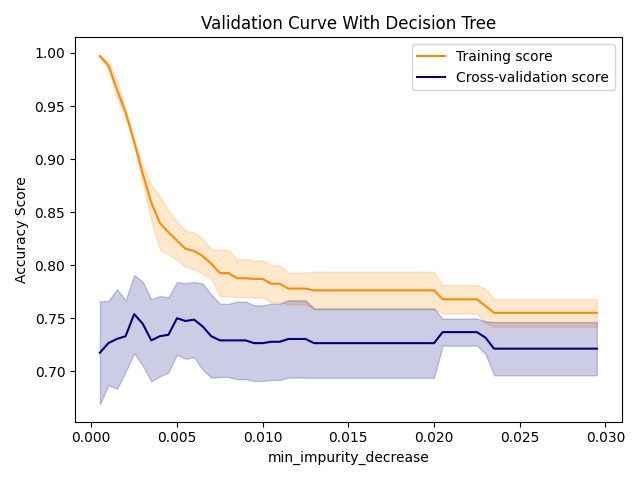 Validation Curve With Decision Tree
Training score
Cross-validation score
Accuracy Score
1.00
0.95
0.90
0.85
0.80
0.75
0.70
0.000 0.005 0.010 0.015 0.020 0.025 0.030
min_impurity_decrease